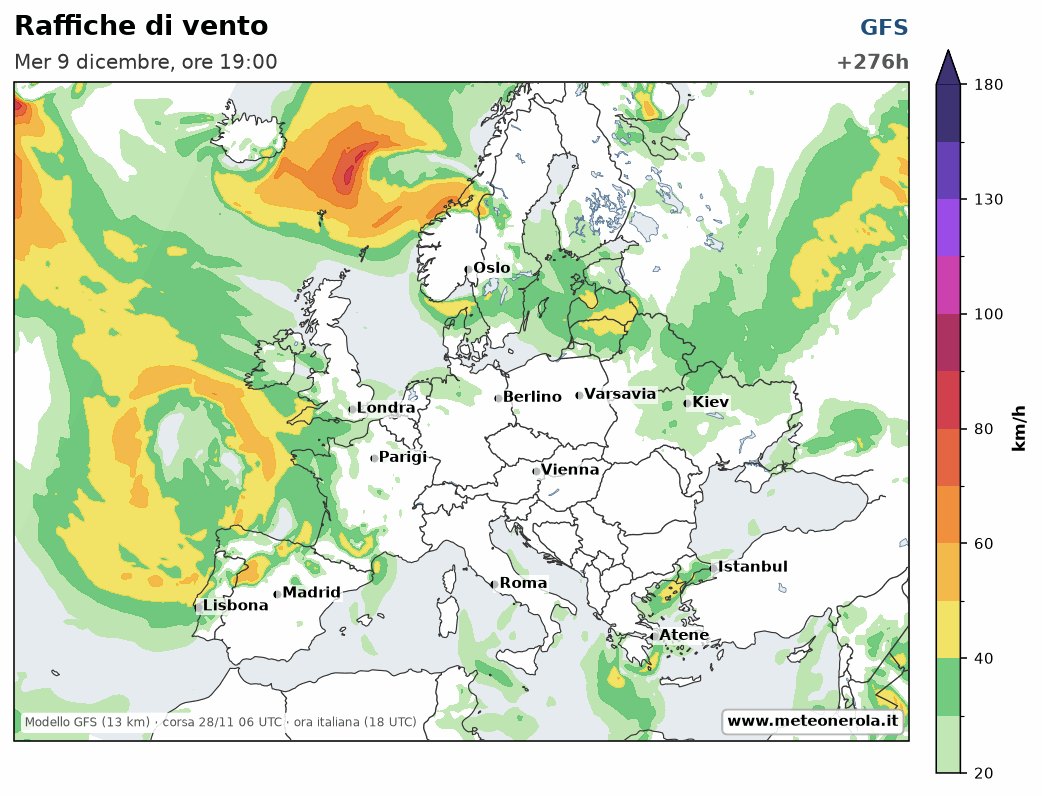 Raffiche di vento
GFS
Mer 9 dicembre, ore 19:00
+276h
180
130
100
80
60
40
20
km/h
Oslo
Londra
Berlino
Varsavia
Kiev
Parigi
Vienna
Istanbul
Roma
Madrid
Lisbona
Atene
Modello GFS (13 km) · corsa 28/11 06 UTC · ora italiana (18 UTC)
www.meteonerola.it